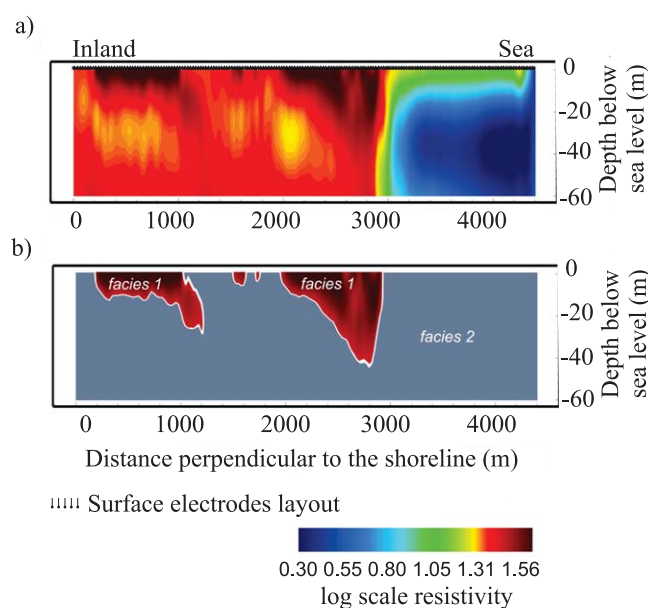 a)
Inland Sea
0
-20
-40
-60
Depth below
sea level (m)
0 1000 2000 3000 4000
b)
facies 1 facies 1
facies 2
0
-20
-40
-60
Depth below
sea level (m)
0 1000 2000 3000 4000
Distance perpendicular to the shoreline (m)
Surface electrodes layout
0.30 0.55 0.80 1.05 1.31 1.56
log scale resistivity